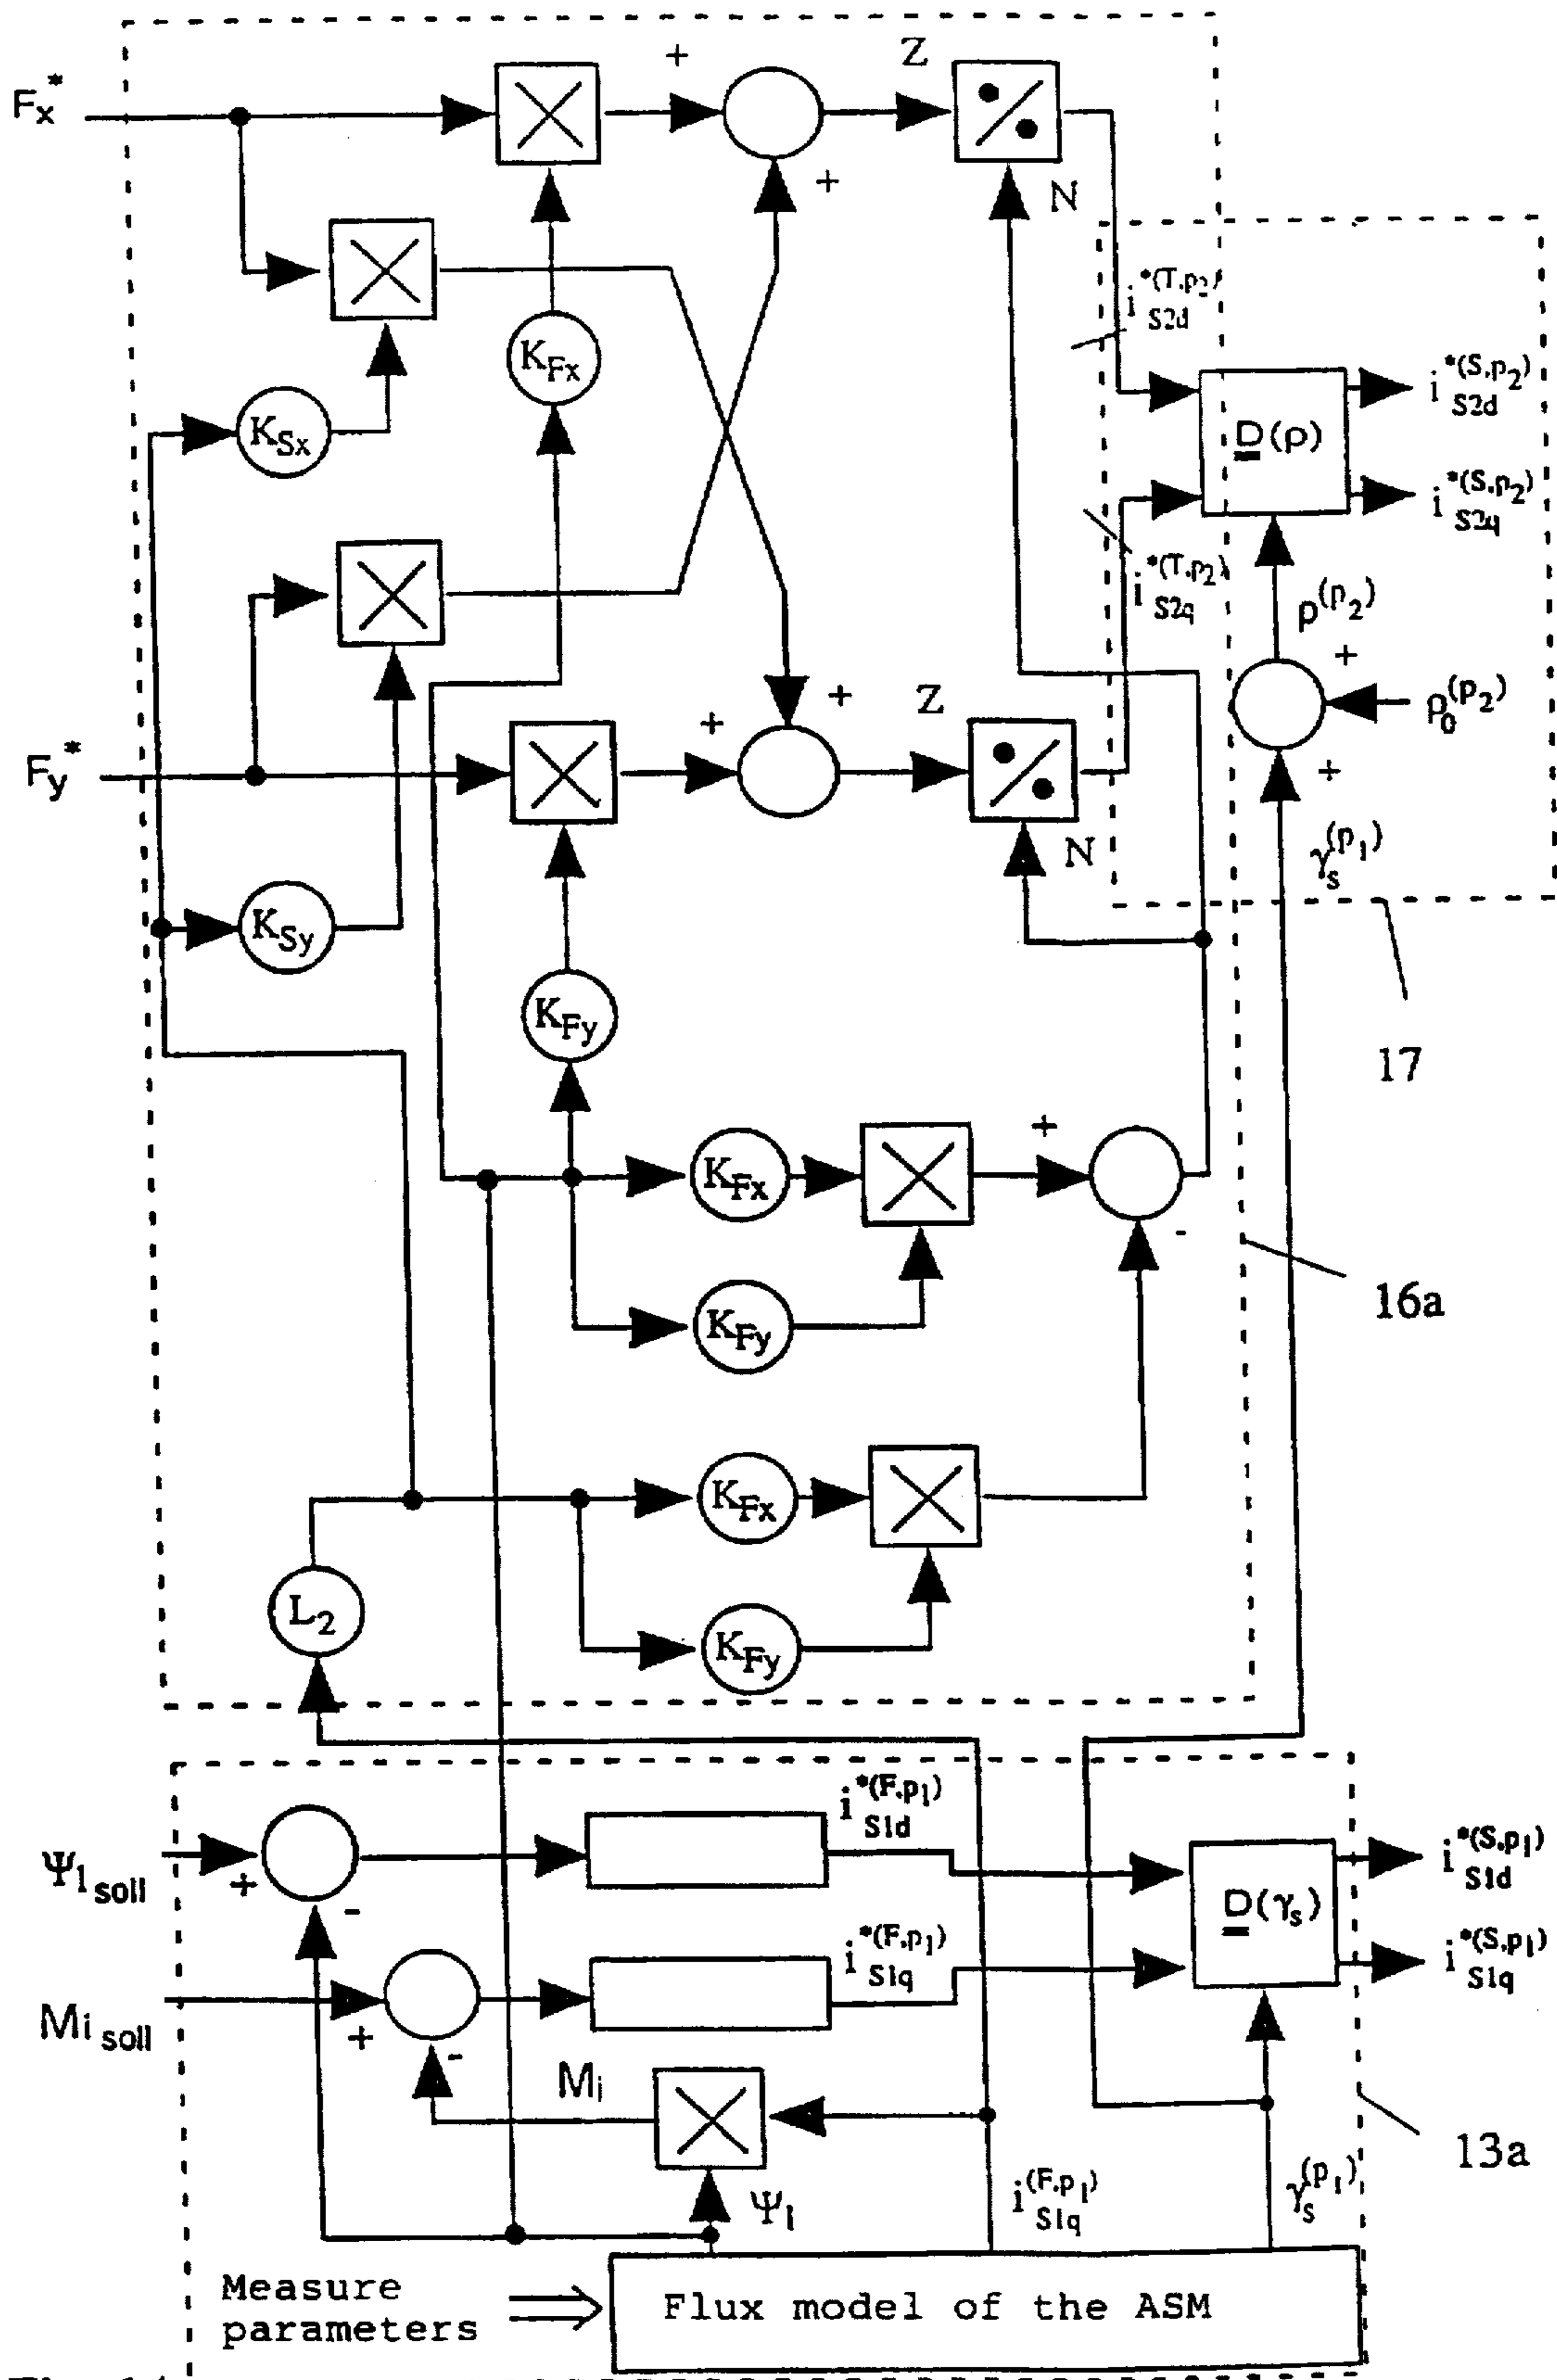 + Z
Fx*
+ N
i S2d *(T,p2)
KFx
i S2d *(S,p2)
KSx
D(ρ)
i S2q *(S,p2)
i S2q *(T,p2)
ρ(p2)
+
+ + Z
ρ0(p2)
Fy*
+
N γs(p1)
KSy
KFy
17
+
KFx
-
16a
KFy
KFx
L2
KFy
i S1d *(F,p1)
Ψ1soll
+ -
i S1d *(S,p1)
D(γs)
i S1q *(F,p1)
i S1q *(S,p1)
Mi soll
+ -
Mi
13a
Ψ1
i S1q (F,p1)
γs(p1)
Measure
parameters
Flux model of the ASM